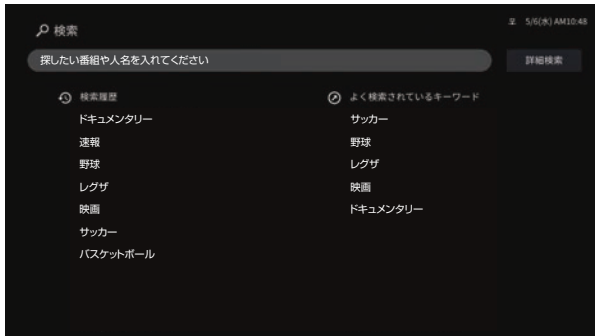 検索
5/6(水) AM10:48
探したい番組や人名を入れてください
詳細検索
検索履歴
ドキュメンタリー
速報
野球
レグザ
映画
サッカー
バスケットボール
よく検索されているキーワード
サッカー
野球
レグザ
映画
ドキュメンタリー